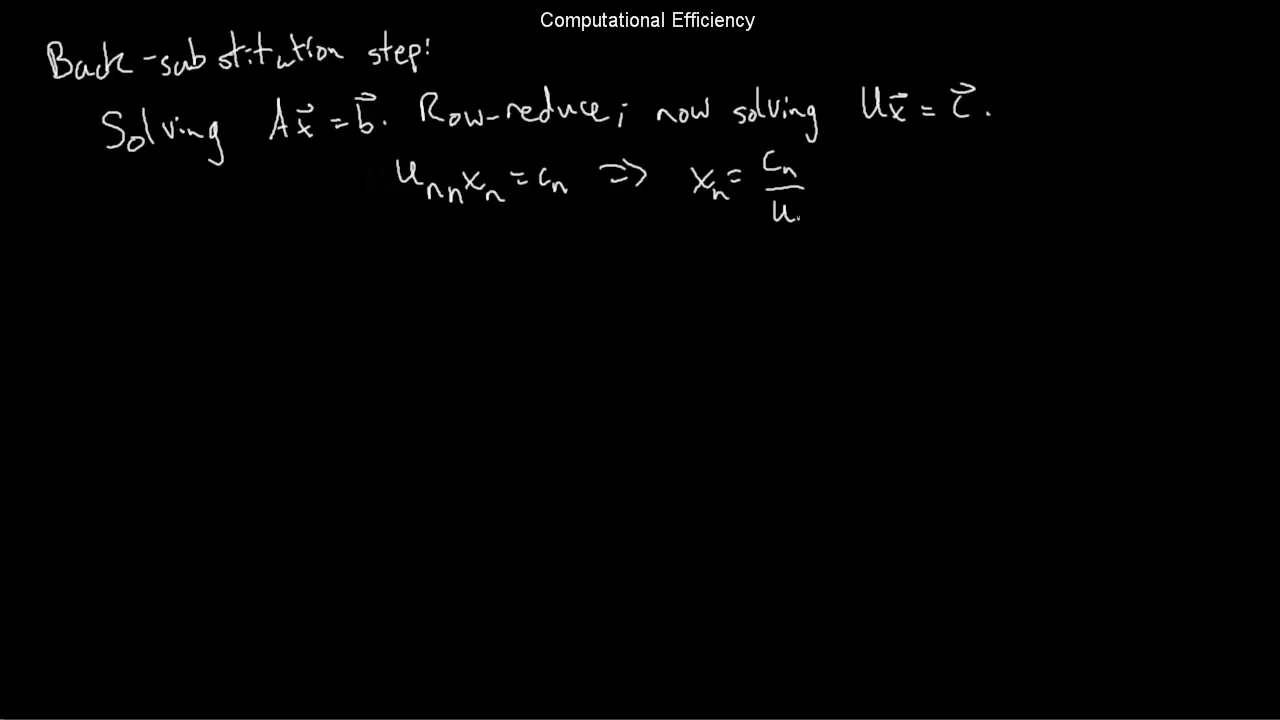 Computational Efficiency
Back-substitution step:
Solving Ax⃗ = b⃗. Row-reduce; now solving Ux⃗ = c⃗.
uₙₙxₙ = cₙ ⇒ xₙ = cₙ/u